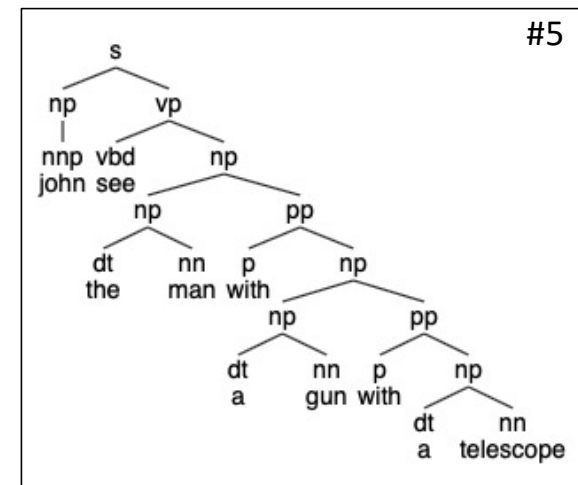 #5
s
np vp
nnp vbd np
john see
np pp
dt nn p np
the man with
np pp
dt nn p np
a gun with
dt nn
a telescope